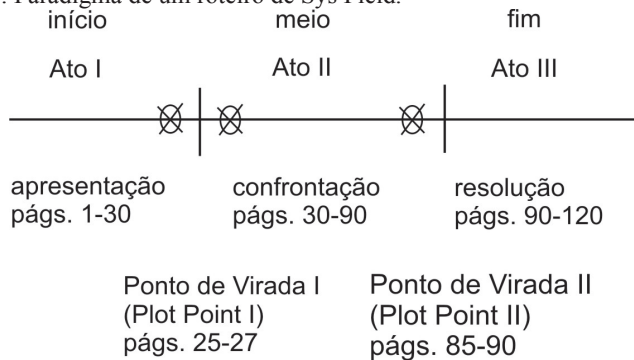 . Paradigma de um roteiro de Sys Field.
início meio fim
Ato I Ato II Ato III
apresentação confrontação resolução
págs. 1-30 págs. 30-90 págs. 90-120
Ponto de Virada I Ponto de Virada II
(Plot Point I) (Plot Point II)
págs. 25-27 págs. 85-90